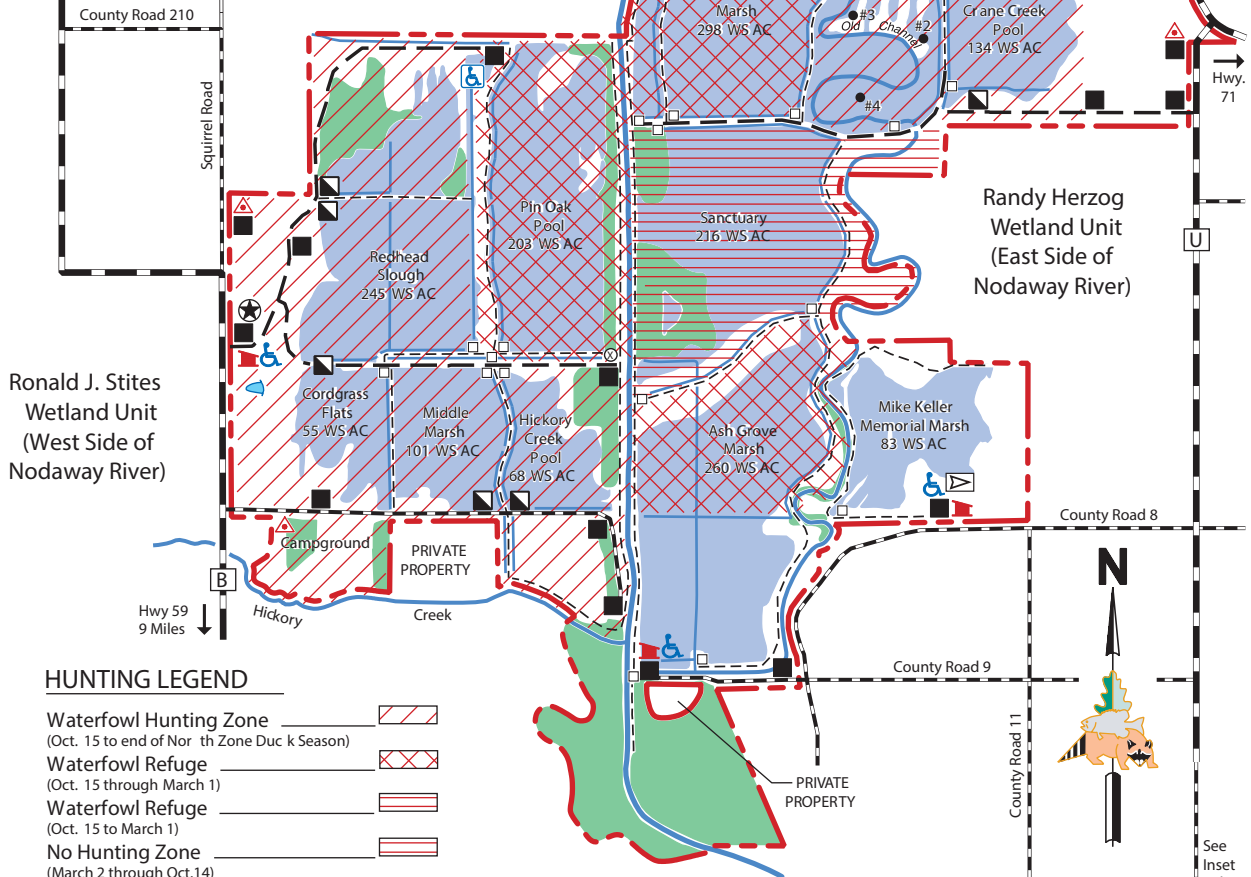 County Road 210
Marsh
298 WS AC
#3
Old Channel
#2
#4
Crane Creek
Pool
134 WS AC
Hwy.
71
Squirrel Road
Pin Oak
Pool
203 WS AC
Sanctuary
216 WS AC
Randy Herzog
Wetland Unit
(East Side of
Nodaway River)
U
Redhead
Slough
245 WS AC
X
Ronald J. Stites
Wetland Unit
(West Side of
Nodaway River)
Cordgrass
Flats
55 WS AC
Middle
Marsh
101 WS AC
Hickory
Creek
Pool
68 WS AC
Ash Grove
Marsh
260 WS AC
Mike Keller
Memorial Marsh
83 WS AC
County Road 8
Campground
PRIVATE
PROPERTY
B
Hwy 59
9 Miles
Hickory
Creek
N
County Road 9
County Road 11
PRIVATE
PROPERTY
See
Inset
HUNTING LEGEND
Waterfowl Hunting Zone
(Oct. 15 to end of Nor th Zone Duc k Season)
Waterfowl Refuge
(Oct. 15 through March 1)
Waterfowl Refuge
(Oct. 15 to March 1)
No Hunting Zone
(March 2 through Oct.14)